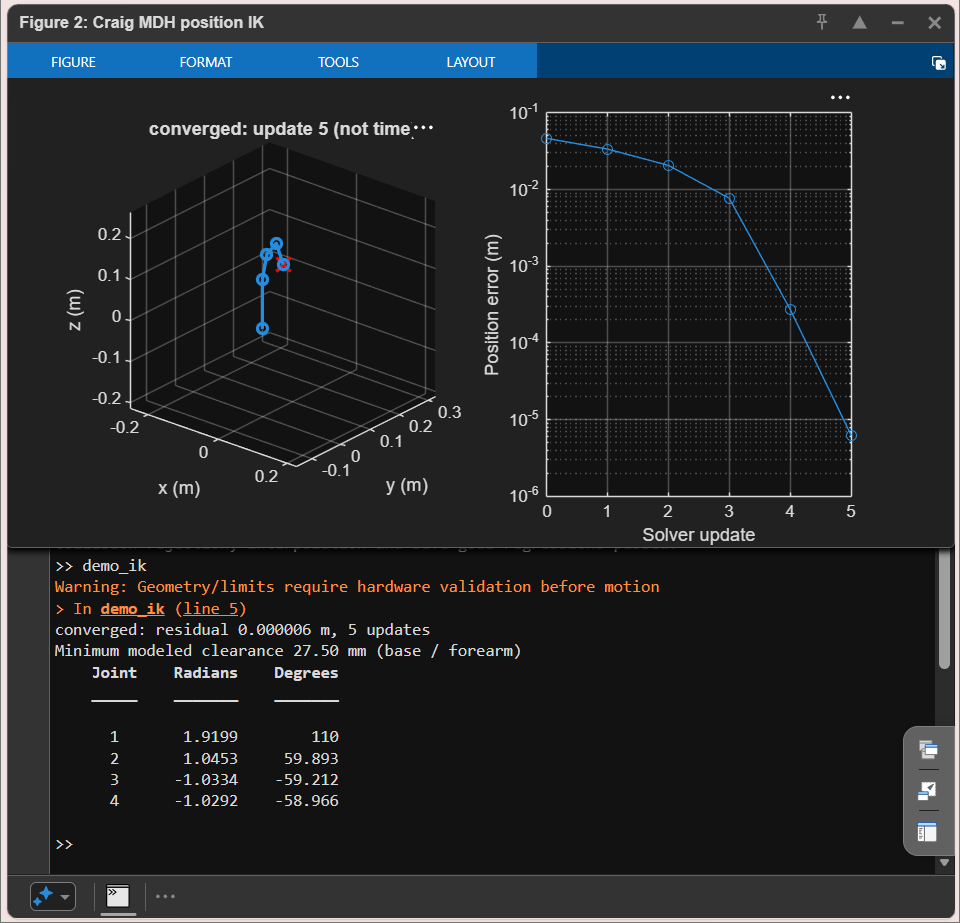 Figure 2: Craig MDH position IK
FIGURE FORMAT TOOLS LAYOUT
converged: update 5 (not time
0.2
0.1
0
-0.1
-0.2
z (m)
-0.2
0
0.2
x (m)
-0.1
0
0.1
0.2
0.3
y (m)
10^-1
10^-2
10^-3
10^-4
10^-5
10^-6
Position error (m)
0 1 2 3 4 5
Solver update
>> demo_ik
Warning: Geometry/limits require hardware validation before motion
> In demo_ik (line 5)
converged: residual 0.000006 m, 5 updates
Minimum modeled clearance 27.50 mm (base / forearm)
Joint Radians Degrees
1 1.9199 110
2 1.0453 59.893
3 -1.0334 -59.212
4 -1.0292 -58.966
>>